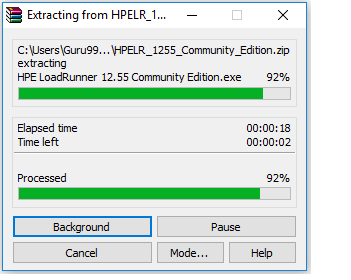 Extracting from HPELR_1...
C:\Users\Guru99...\HPELR_1255_Community_Edition.zip
extracting
HPE LoadRunner 12.55 Community Edition.exe 92%
Elapsed time 00:00:18
Time left 00:00:02
Processed 92%
Background Pause
Cancel Mode... Help